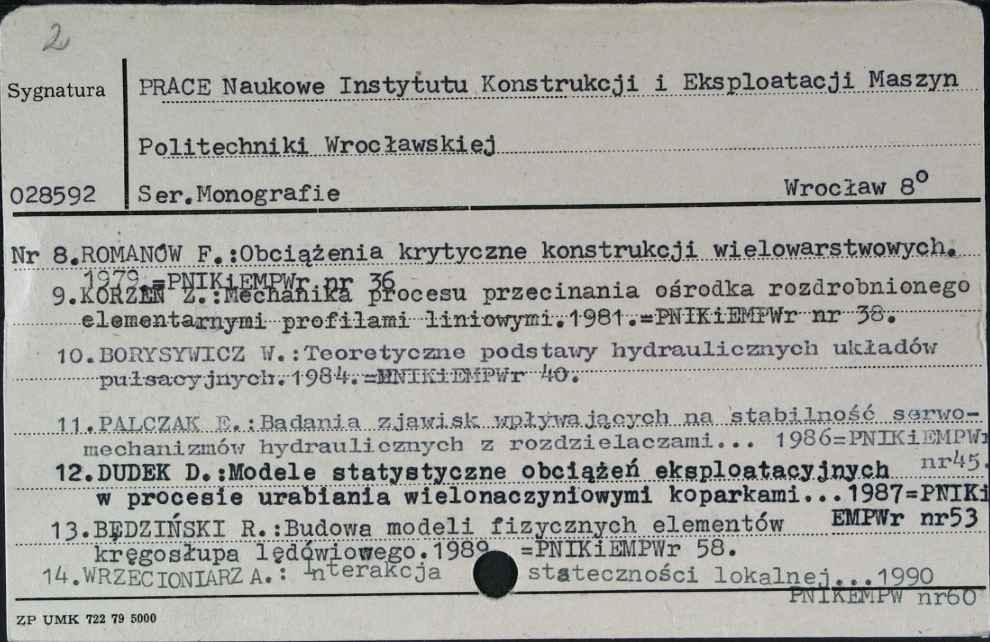 2
Sygnatura
PRACE Naukowe Instytutu Konstrukcji i Eksploatacji Maszyn
Politechniki Wrocławskiej
028592
Ser.Monografie
Wrocław 8°
Nr 8.ROMANÓW F.:Obciążenia krytyczne konstrukcji wielowarstwowych.
1979.=PNIKiEMPWr nr 36
9.KORZEŃ Z.:Mechanika procesu przecinania ośrodka rozdrobnionego
elementarnymi profilami liniowymi.1981.=PNIKiEMPWr nr 38.
10.BORYSYWICZ W.:Teoretyczne podstawy hydraulicznych układów
pulsacyjnych.1984.=MNIKiEMPWr 40.
11.PALCZAK E.:Badania zjawisk wpływających na stabilność serwo-
mechanizmów hydraulicznych z rozdzielaczami... 1986=PNIKiEMPWr
nr45.
12.DUDEK D.:Modele statystyczne obciążeń eksploatacyjnych
w procesie urabiania wielonaczyniowymi koparkami...1987=PNIKi
EMPWr nr53
13.BĘDZIŃSKI R.:Budowa modeli fizycznych elementów
kręgosłupa lędźwiowego.1989 =PNIKiEMPWr 58.
14.WRZECIONIARZ A.: Interakcja stateczności lokalnej...1990
PNIKEMPW nr60
ZP UMK 722 79 5000